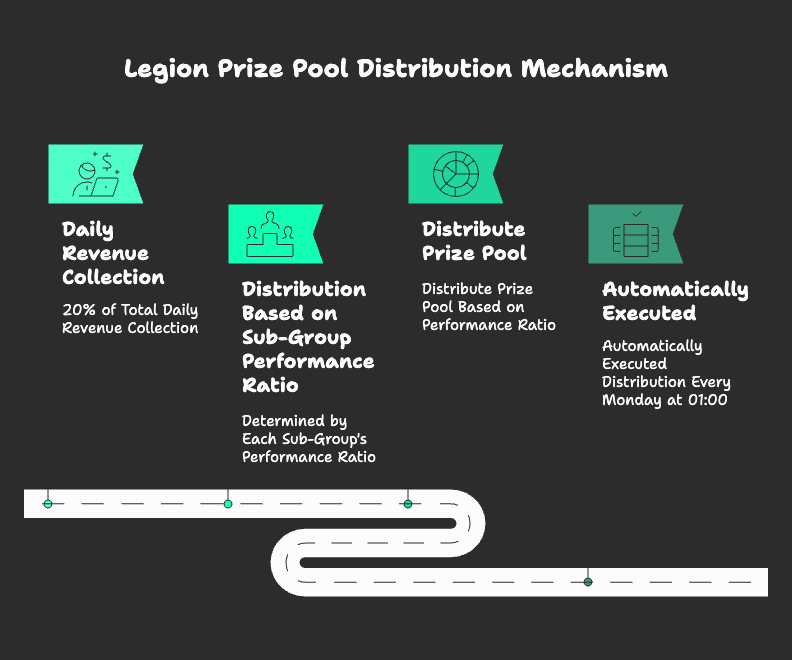 Legion Prize Pool Distribution Mechanism
Daily
Revenue
Collection
20% of Total Daily
Revenue Collection
Distribution
Based on
Sub-Group
Performance
Ratio
Determined by
Each Sub-Group's
Performance Ratio
Distribute
Prize Pool
Distribute Prize
Pool Based on
Performance Ratio
Automatically
Executed
Automatically
Executed
Distribution Every
Monday at 01:00